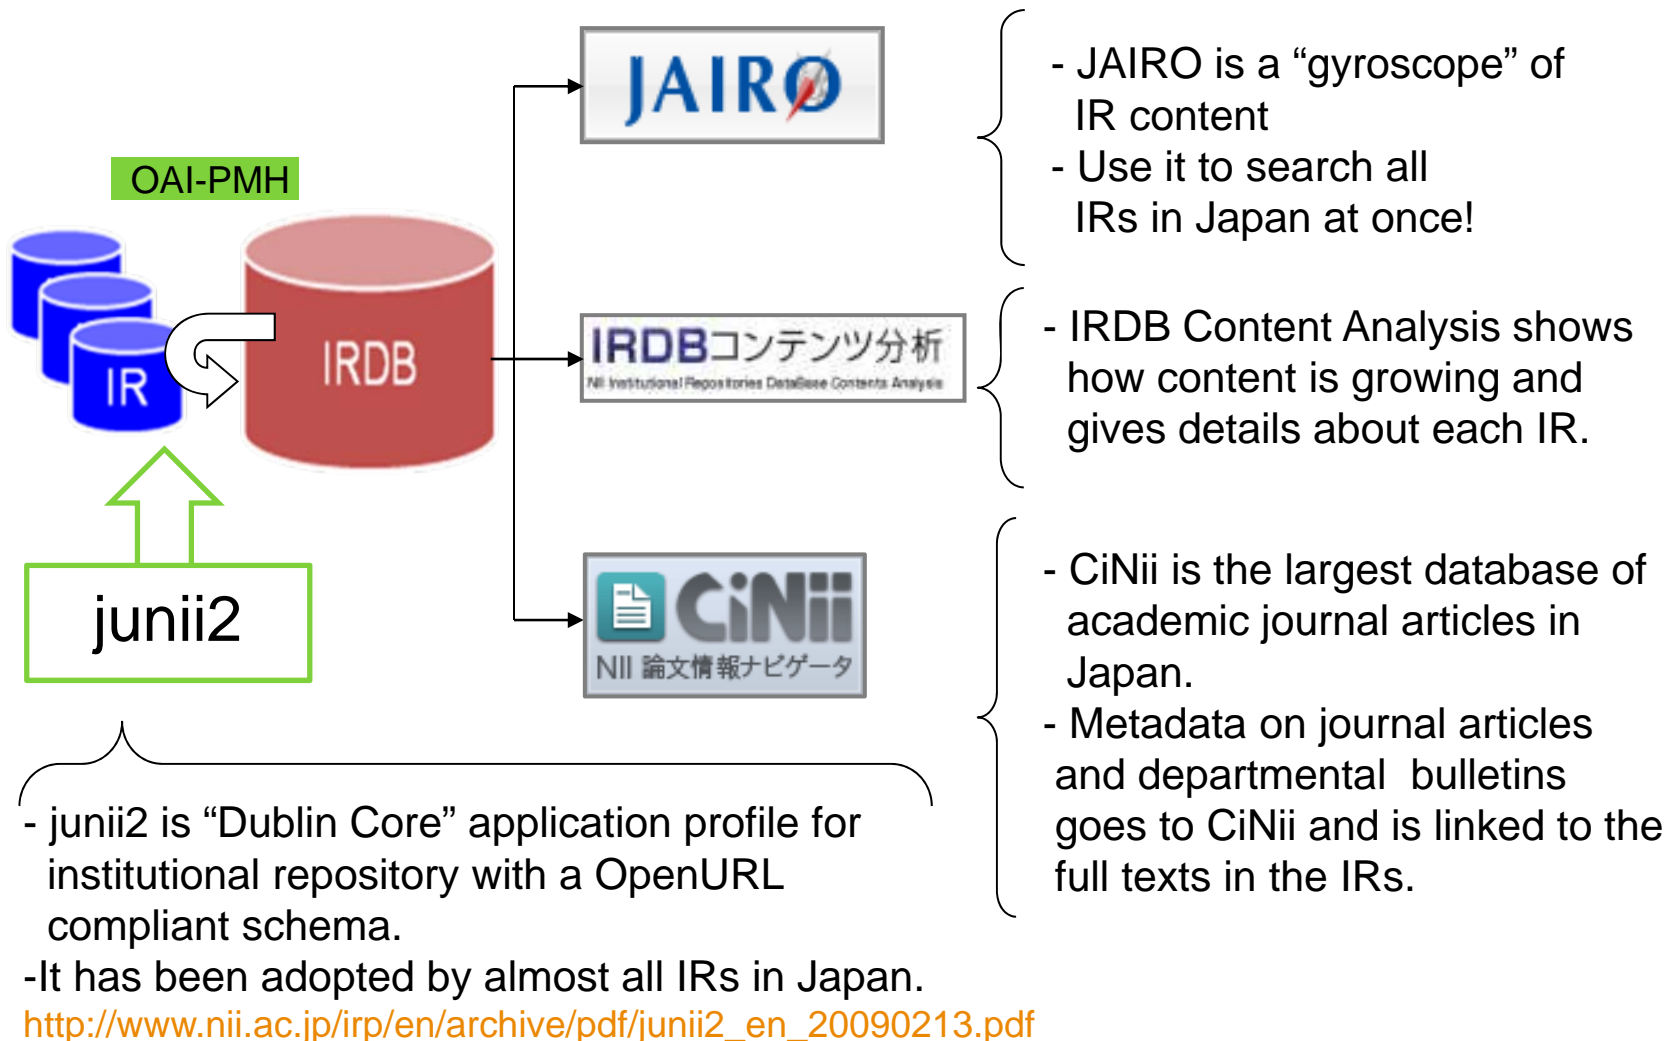 JAIRO
- JAIRO is a “gyroscope” of
IR content
- Use it to search all
IRs in Japan at once!
OAI-PMH
IR
IRDB
IRDBコンテンツ分析
NII Institutional Repositories DataBase Contents Analysis
- IRDB Content Analysis shows
how content is growing and
gives details about each IR.
junii2
CiNii
NII 論文情報ナビゲータ
- CiNii is the largest database of
academic journal articles in
Japan.
- Metadata on journal articles
and departmental bulletins
goes to CiNii and is linked to the
full texts in the IRs.
- junii2 is “Dublin Core” application profile for
institutional repository with a OpenURL
compliant schema.
-It has been adopted by almost all IRs in Japan.
http://www.nii.ac.jp/irp/en/archive/pdf/junii2_en_20090213.pdf